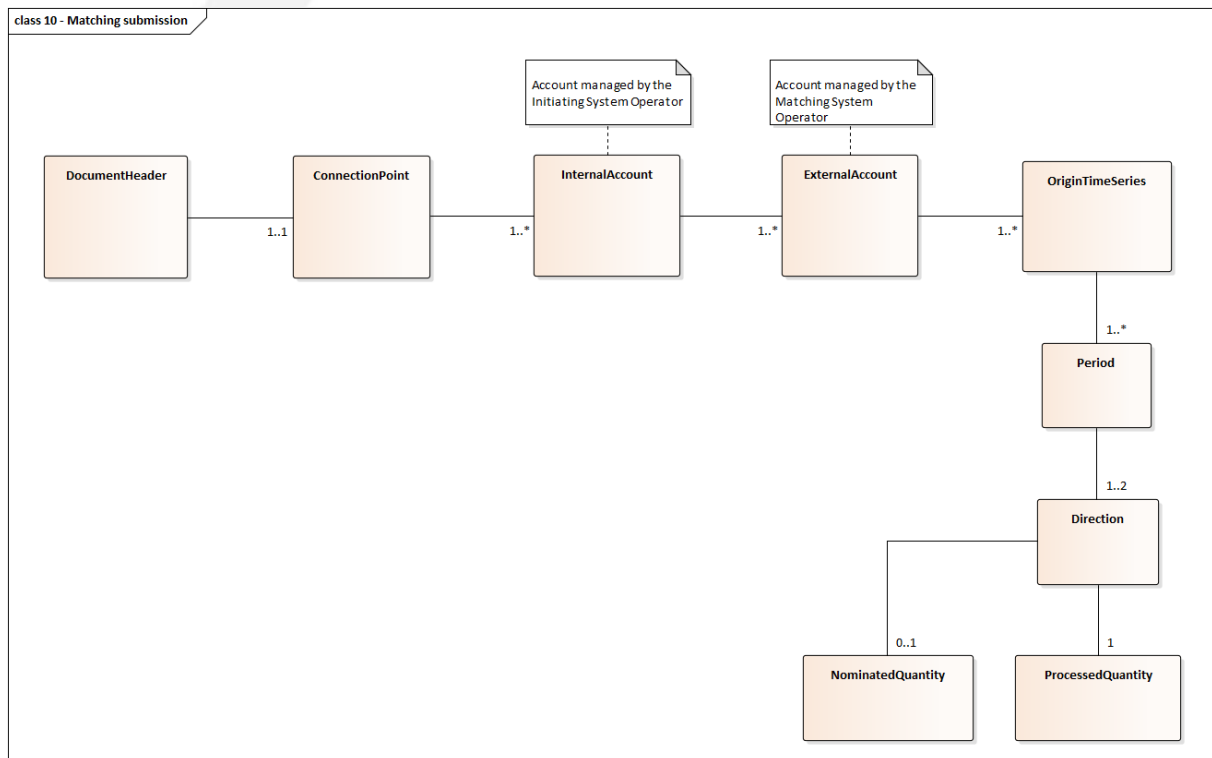 class 10 - Matching submission
Account managed by the
Initiating System Operator
Account managed by the
Matching System
Operator
DocumentHeader
ConnectionPoint
InternalAccount
ExternalAccount
OriginTimeSeries
1..1
1..*
1..*
1..*
1..*
Period
1..2
Direction
0..1
1
NominatedQuantity
ProcessedQuantity